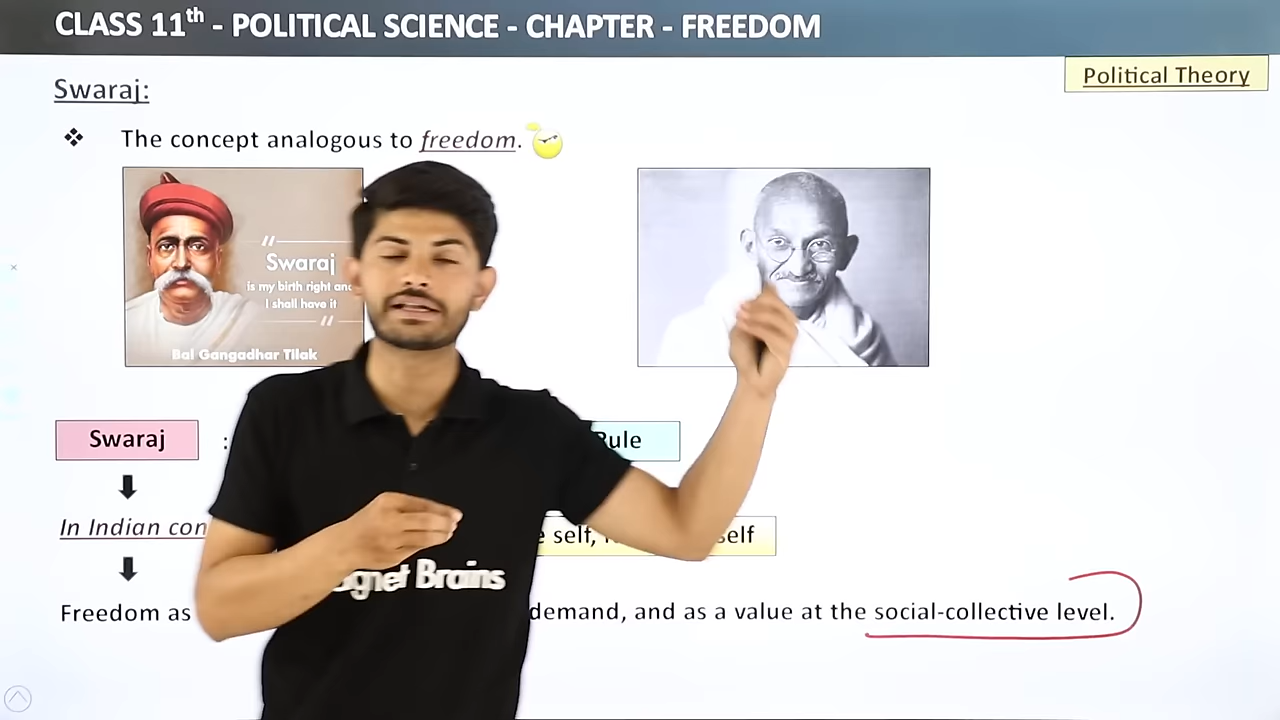 CLASS 11th - POLITICAL SCIENCE - CHAPTER - FREEDOM
Political Theory
Swaraj:
❖ The concept analogous to freedom.
"
Swaraj
is my birth right and
I shall have it
"
Bal Gangadhar Tilak
Swaraj : Rule
In Indian
self, self
Freedom as demand, and as a value at the social-collective level.
Brains